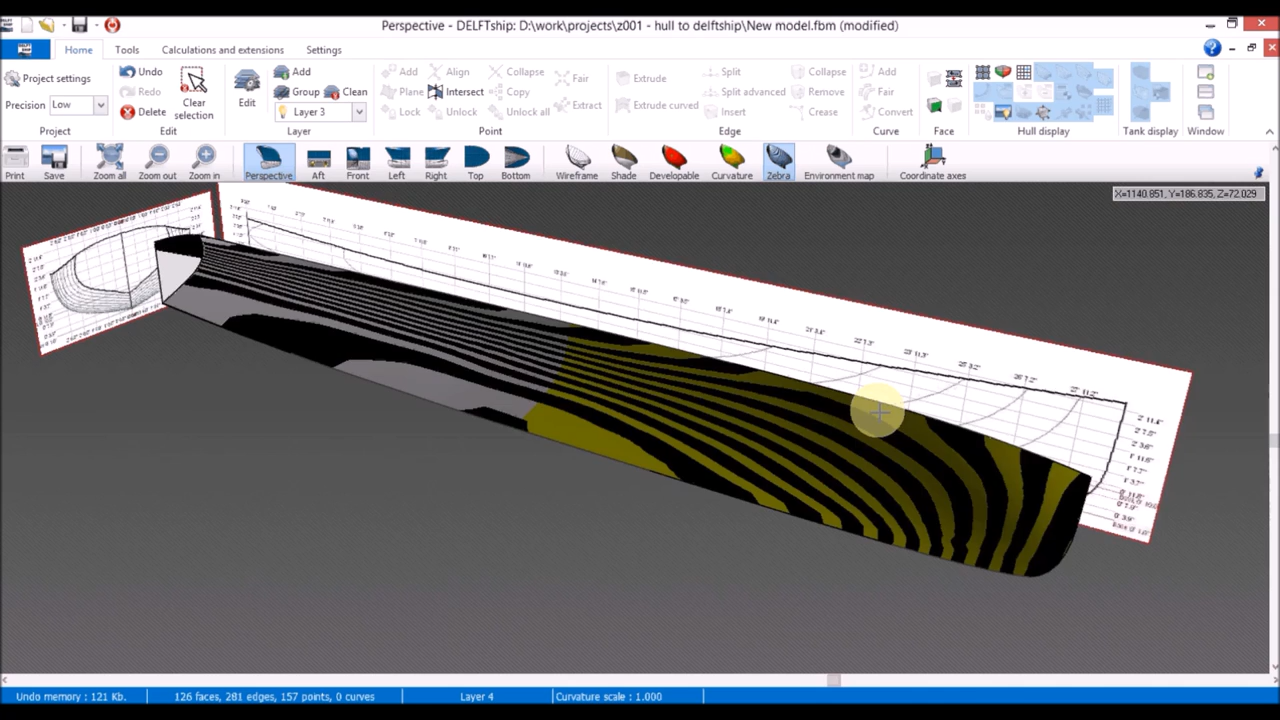 Perspective - DELFTship: D:\work\projects\z001 - hull to delftship\New model.fbm (modified)
Home Tools Calculations and extensions Settings
Project settings Undo Add Add Align Collapse Fair Extrude Split Collapse Add
Redo Group Clean Plane Intersect Copy Split advanced Remove Fair
Precision Low Delete Clear selection Edit Layer 3 Lock Unlock Unlock all Extract Extrude curved Insert Crease Convert
Project Edit Layer Point Edge Curve Face Hull display Tank display Window
Print Save Zoom all Zoom out Zoom in Perspective Aft Front Left Right Top Bottom Wireframe Shade Developable Curvature Zebra Environment map Coordinate axes
X=1140.851, Y=186.835, Z=72.029
Undo memory : 121 Kb. 126 faces, 281 edges, 157 points, 0 curves Layer 4 Curvature scale : 1.000